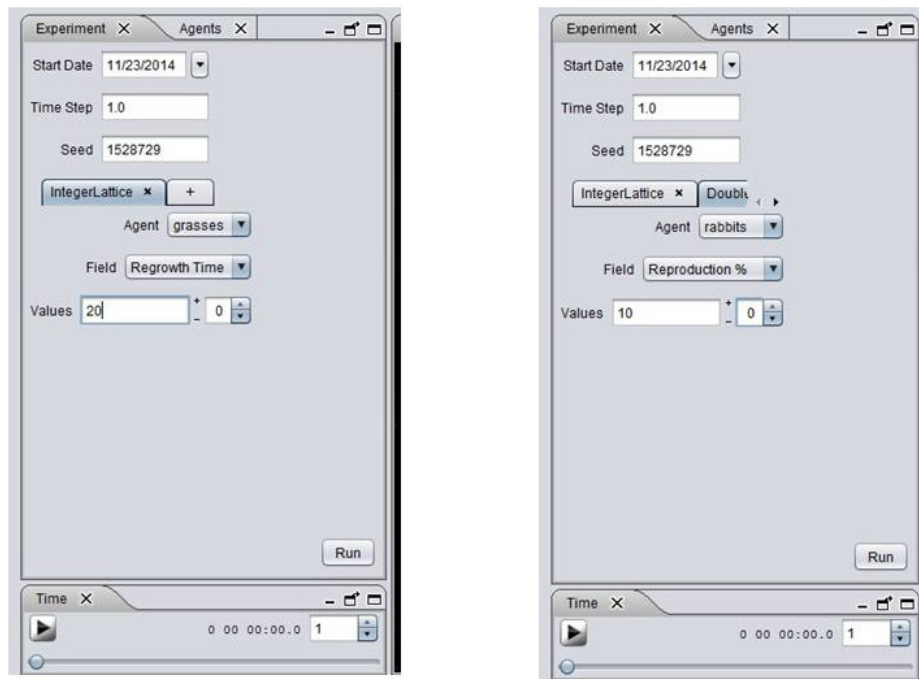 Experiment Agents
Start Date 11/23/2014
Time Step 1.0
Seed 1528729
IntegerLattice +
Agent grasses
Field Regrowth Time
Values 20 + - 0
Run
Time
0 00 00:00.0 1
Experiment Agents
Start Date 11/23/2014
Time Step 1.0
Seed 1528729
IntegerLattice
Agent rabbits
Field Reproduction %
Values 10 + - 0
Run
Time
0 00 00:00.0 1